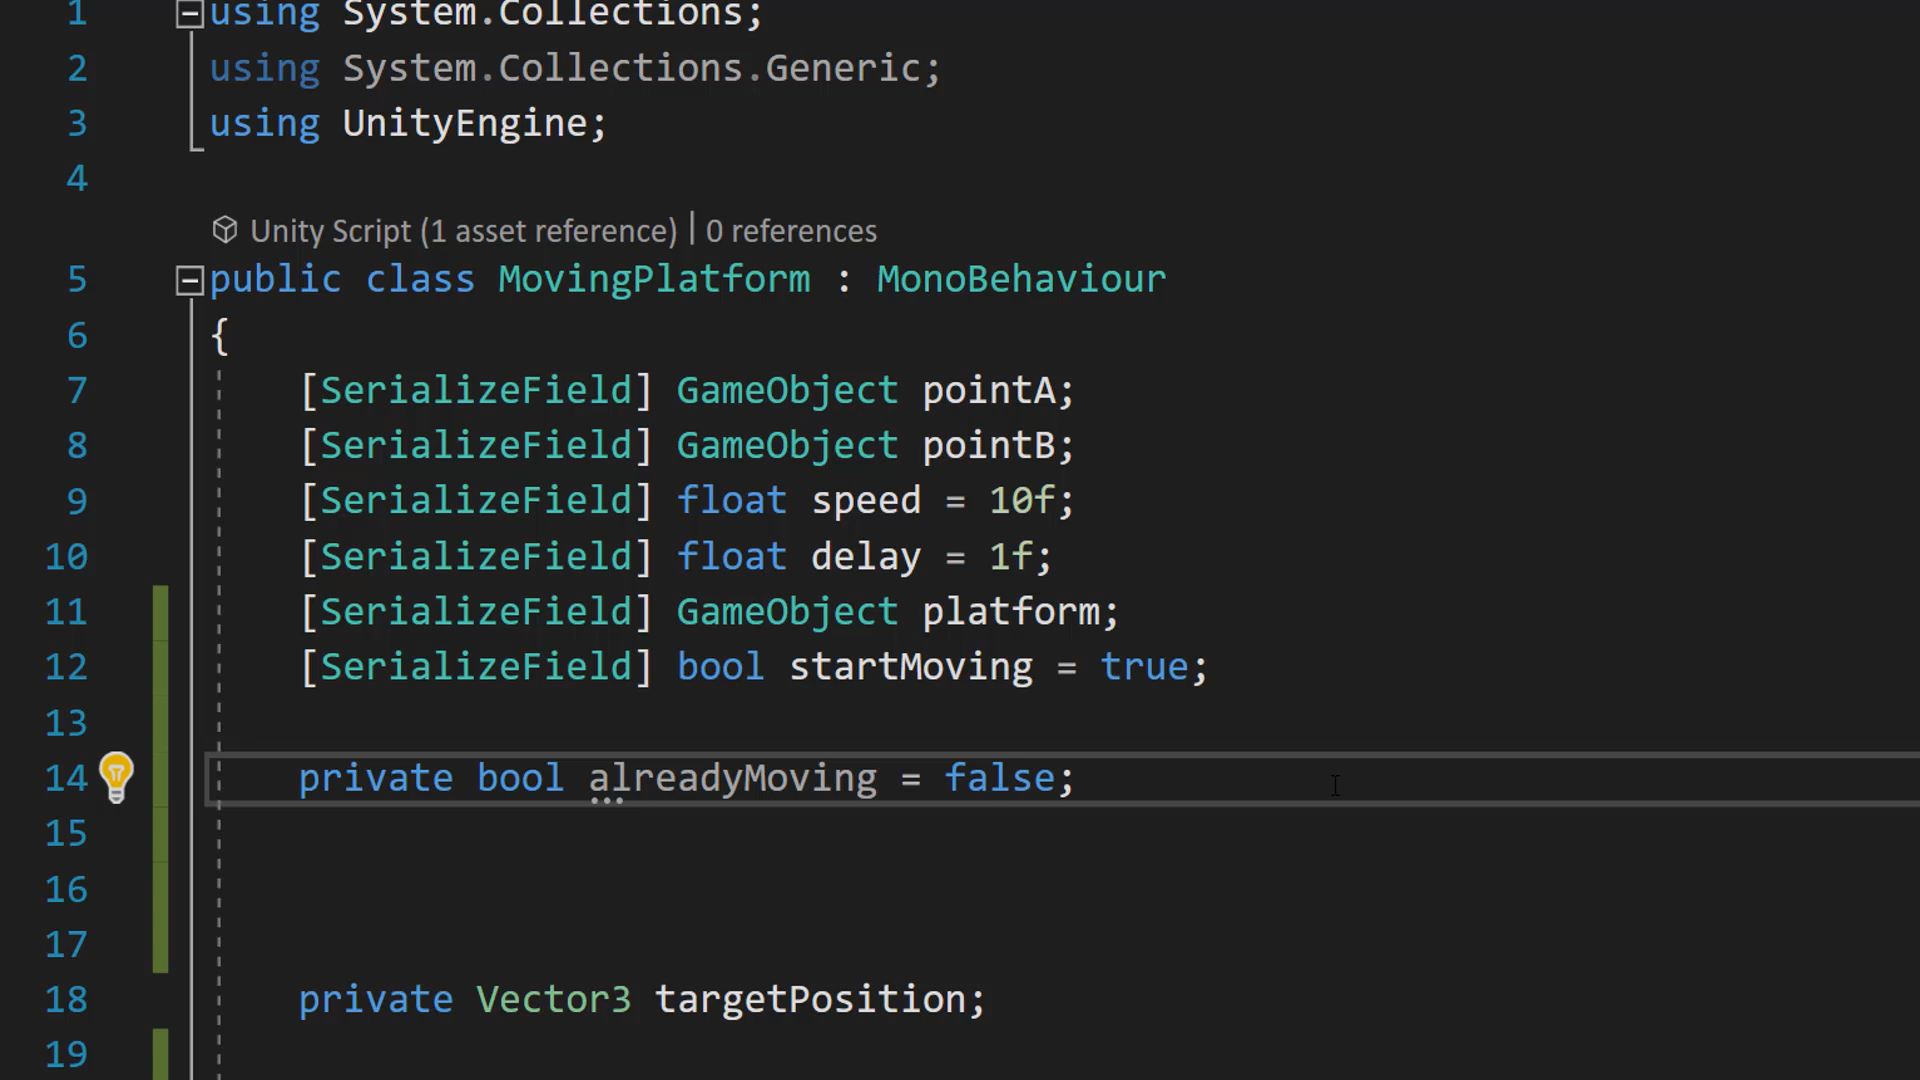 1 using System.Collections;
2 using System.Collections.Generic;
3 using UnityEngine;
4
Unity Script (1 asset reference) | 0 references
5 public class MovingPlatform : MonoBehaviour
6 {
7 [SerializeField] GameObject pointA;
8 [SerializeField] GameObject pointB;
9 [SerializeField] float speed = 10f;
10 [SerializeField] float delay = 1f;
11 [SerializeField] GameObject platform;
12 [SerializeField] bool startMoving = true;
13
14 private bool alreadyMoving = false;
15
16
17
18 private Vector3 targetPosition;
19